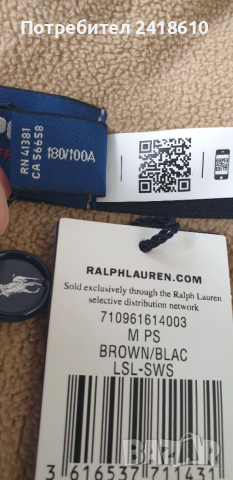 Потребител 2418610
RN 41381
CA 56658
180/100A
RALPHLAUREN.COM
Sold exclusively through the Ralph Lauren
selective distribution network
710961614003
M PS
BROWN/BLAC
LSL-SWS
3 616537 711431